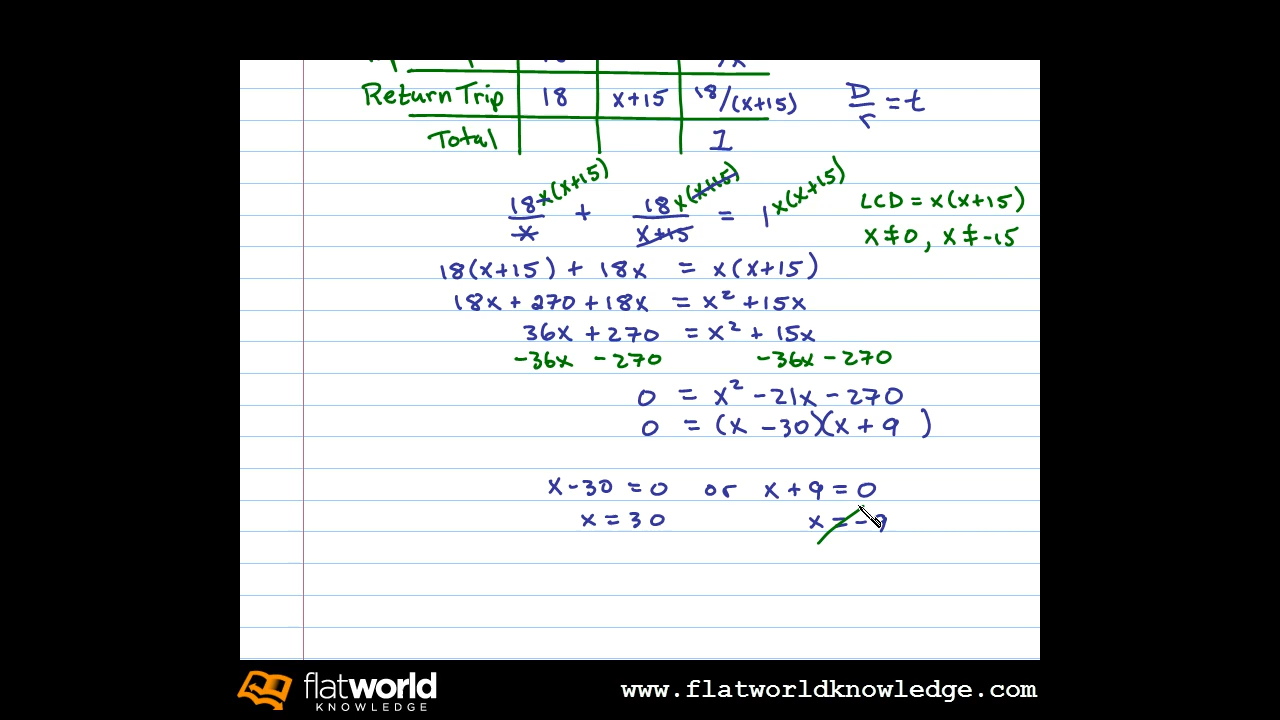 Return Trip 18 x+15 18/(x+15) D/r = t
Total 1
18x(x+15)/x + 18x(x+15)/x+15 = 1x(x+15) LCD = x(x+15)
x≠0, x≠-15
18(x+15) + 18x = x(x+15)
18x + 270 + 18x = x² + 15x
36x + 270 = x² + 15x
-36x - 270 -36x - 270
0 = x² - 21x - 270
0 = (x - 30)(x + 9 )
x - 30 = 0 or x + 9 = 0
x = 30 x = -9
flatworld KNOWLEDGE www.flatworldknowledge.com